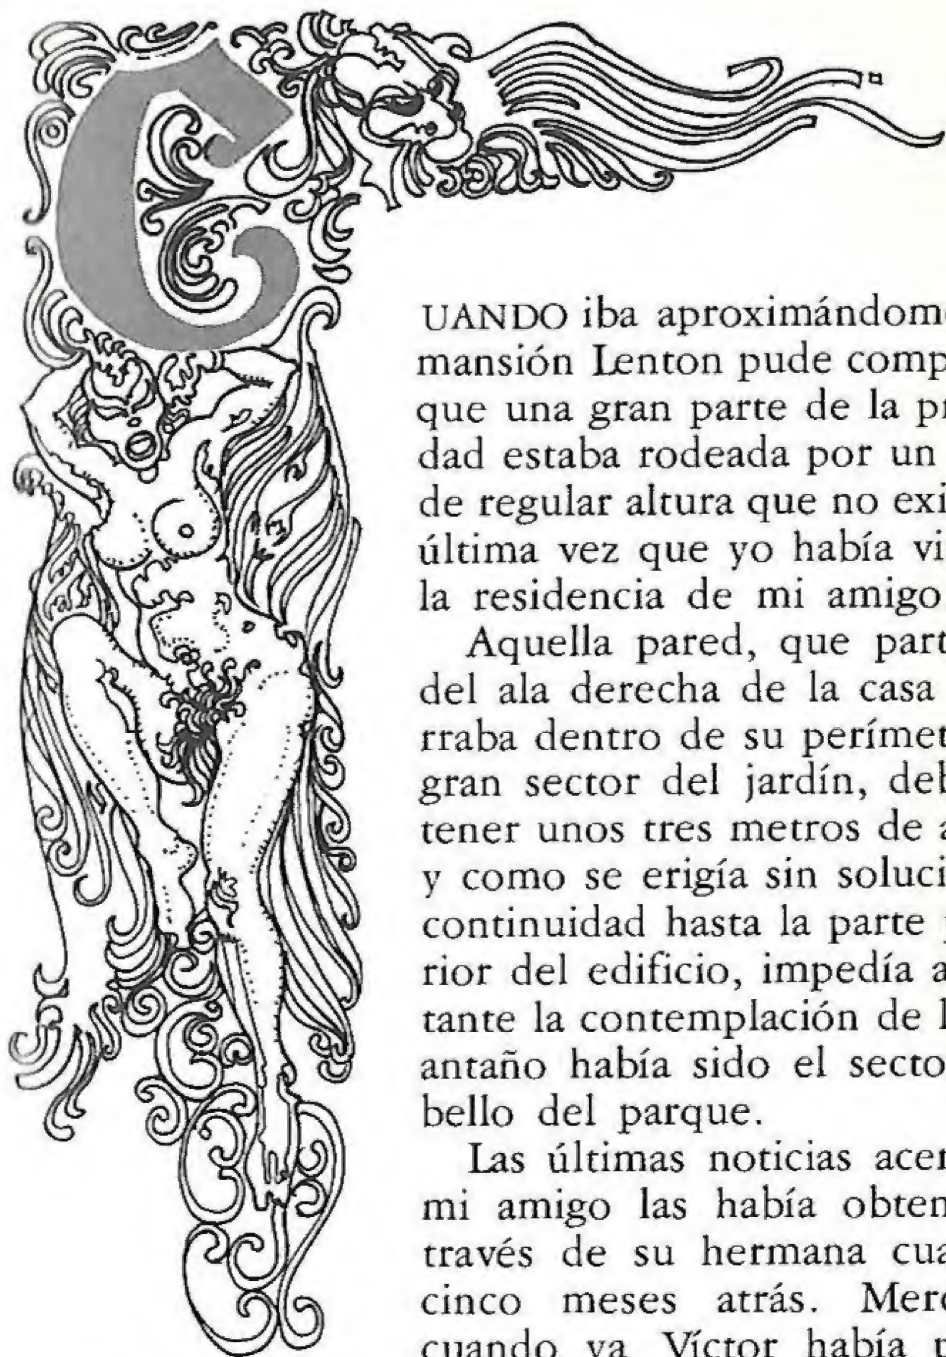 CUANDO iba aproximándome
mansión Lenton pude comp
que una gran parte de la pr
dad estaba rodeada por un
de regular altura que no exi
última vez que yo había vi
la residencia de mi amigo
Aquella pared, que part
del ala derecha de la casa
rraba dentro de su perímet
gran sector del jardín, deb
tener unos tres metros de a
y como se erigía sin soluci
continuidad hasta la parte
rior del edificio, impedía a
tante la contemplación de l
antaño había sido el secto
bello del parque.
Las últimas noticias acer
mi amigo las había obten
través de su hermana cua
cinco meses atrás. Mer
cuando ya Víctor había p